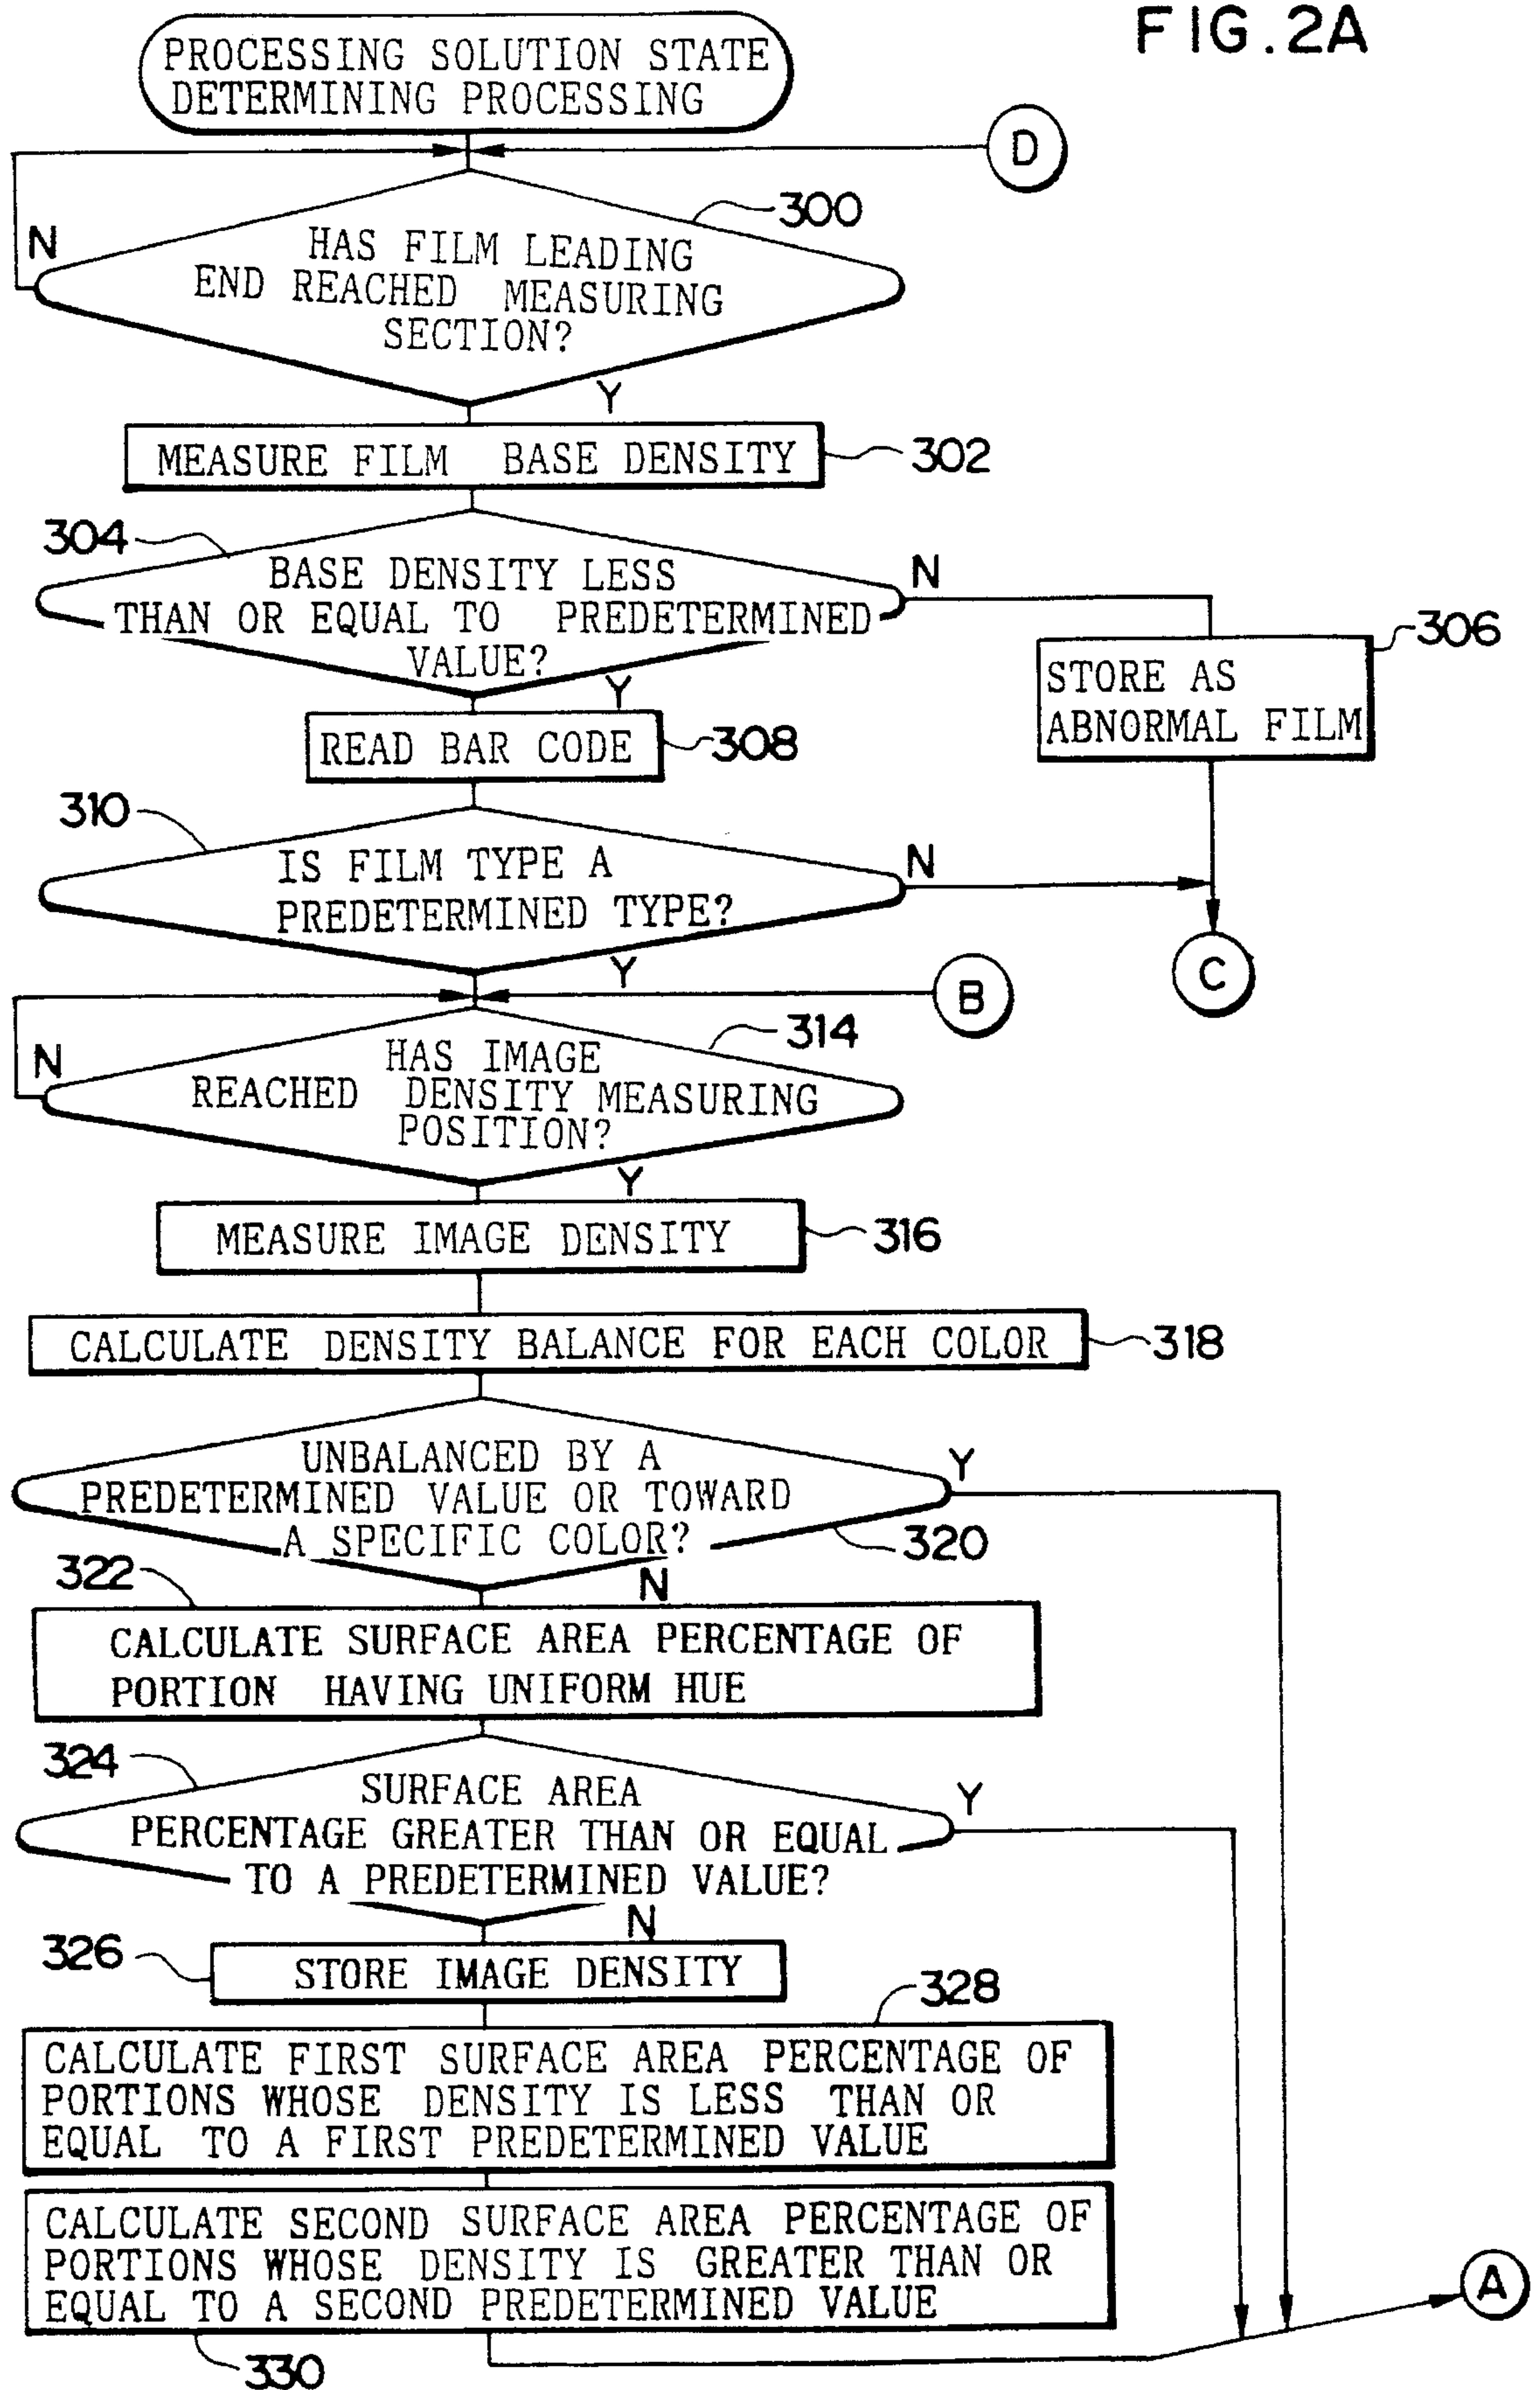 FIG.2A
PROCESSING SOLUTION STATE
DETERMINING PROCESSING
D
300
N
HAS FILM LEADING
END REACHED MEASURING
SECTION?
Y
MEASURE FILM BASE DENSITY
302
304
BASE DENSITY LESS
THAN OR EQUAL TO PREDETERMINED
VALUE?
N
Y
306
STORE AS
ABNORMAL FILM
READ BAR CODE
308
310
IS FILM TYPE A
PREDETERMINED TYPE?
N
Y
C
B
314
N
HAS IMAGE
REACHED DENSITY MEASURING
POSITION?
Y
MEASURE IMAGE DENSITY
316
CALCULATE DENSITY BALANCE FOR EACH COLOR
318
UNBALANCED BY A
PREDETERMINED VALUE OR TOWARD
A SPECIFIC COLOR?
Y
320
N
322
CALCULATE SURFACE AREA PERCENTAGE OF
PORTION HAVING UNIFORM HUE
324
SURFACE AREA
PERCENTAGE GREATER THAN OR EQUAL
TO A PREDETERMINED VALUE?
Y
N
326
STORE IMAGE DENSITY
328
CALCULATE FIRST SURFACE AREA PERCENTAGE OF
PORTIONS WHOSE DENSITY IS LESS THAN OR
EQUAL TO A FIRST PREDETERMINED VALUE
CALCULATE SECOND SURFACE AREA PERCENTAGE OF
PORTIONS WHOSE DENSITY IS GREATER THAN OR
EQUAL TO A SECOND PREDETERMINED VALUE
330
A